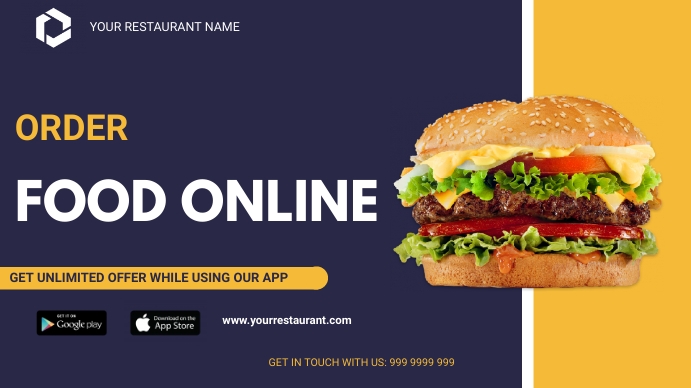 YOUR RESTAURANT NAME
ORDER
FOOD ONLINE
GET UNLIMITED OFFER WHILE USING OUR APP
GET IT ON
Google play
Download on the
App Store
www.yourrestaurant.com
GET IN TOUCH WITH US: 999 9999 999